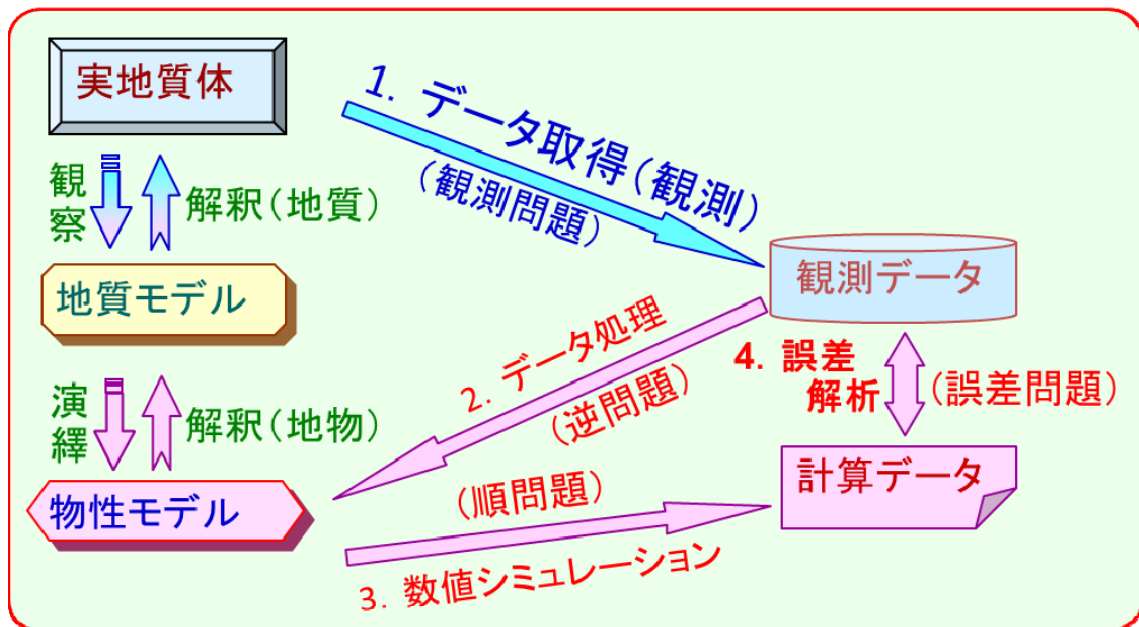 実地質体
1. データ取得(観測)
(観測問題)
観察
解釈(地質)
観測データ
地質モデル
2. データ処理
(逆問題)
4. 誤差
解析
(誤差問題)
演繹
解釈(地物)
計算データ
物性モデル
(順問題)
3. 数値シミュレーション